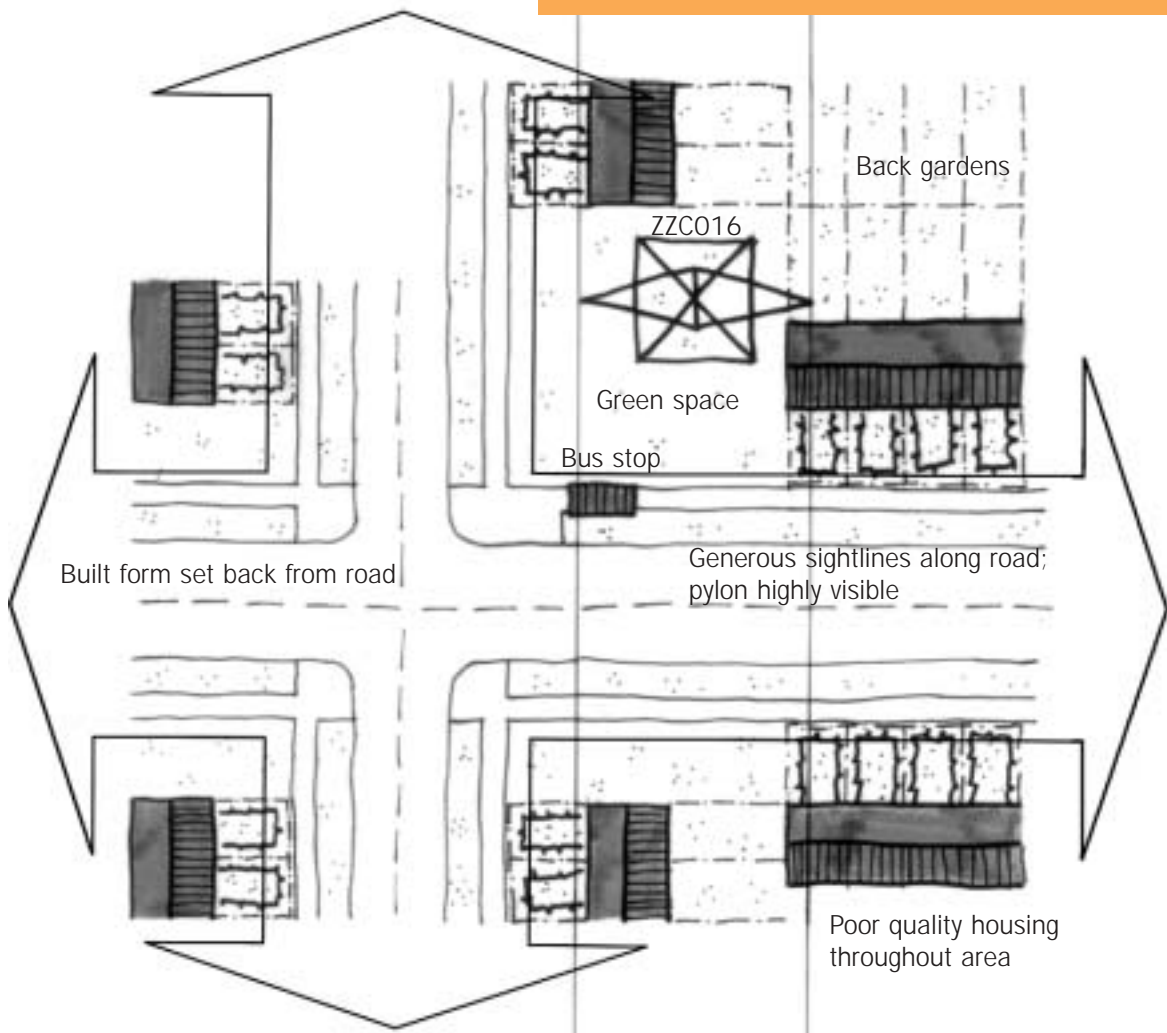 Back gardens
ZZC016
Green space
Bus stop
Built form set back from road
Generous sightlines along road;
pylon highly visible
Poor quality housing
throughout area